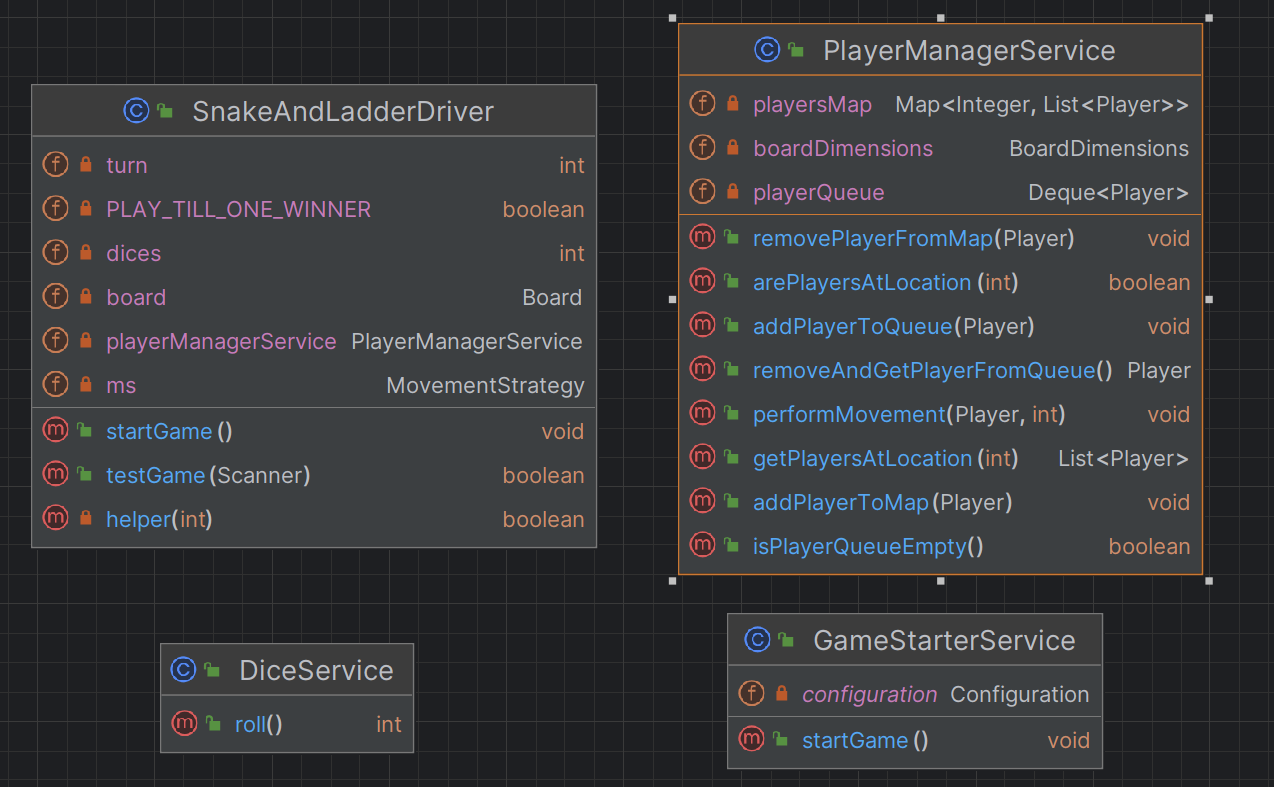 SnakeAndLadderDriver
turn int
PLAY_TILL_ONE_WINNER boolean
dices int
board Board
playerManagerService PlayerManagerService
ms MovementStrategy
startGame() void
testGame(Scanner) boolean
helper(int) boolean
PlayerManagerService
playersMap Map<Integer, List<Player>>
boardDimensions BoardDimensions
playerQueue Deque<Player>
removePlayerFromMap(Player) void
arePlayersAtLocation(int) boolean
addPlayerToQueue(Player) void
removeAndGetPlayerFromQueue() Player
performMovement(Player, int) void
getPlayersAtLocation(int) List<Player>
addPlayerToMap(Player) void
isPlayerQueueEmpty() boolean
DiceService
roll() int
GameStarterService
configuration Configuration
startGame() void